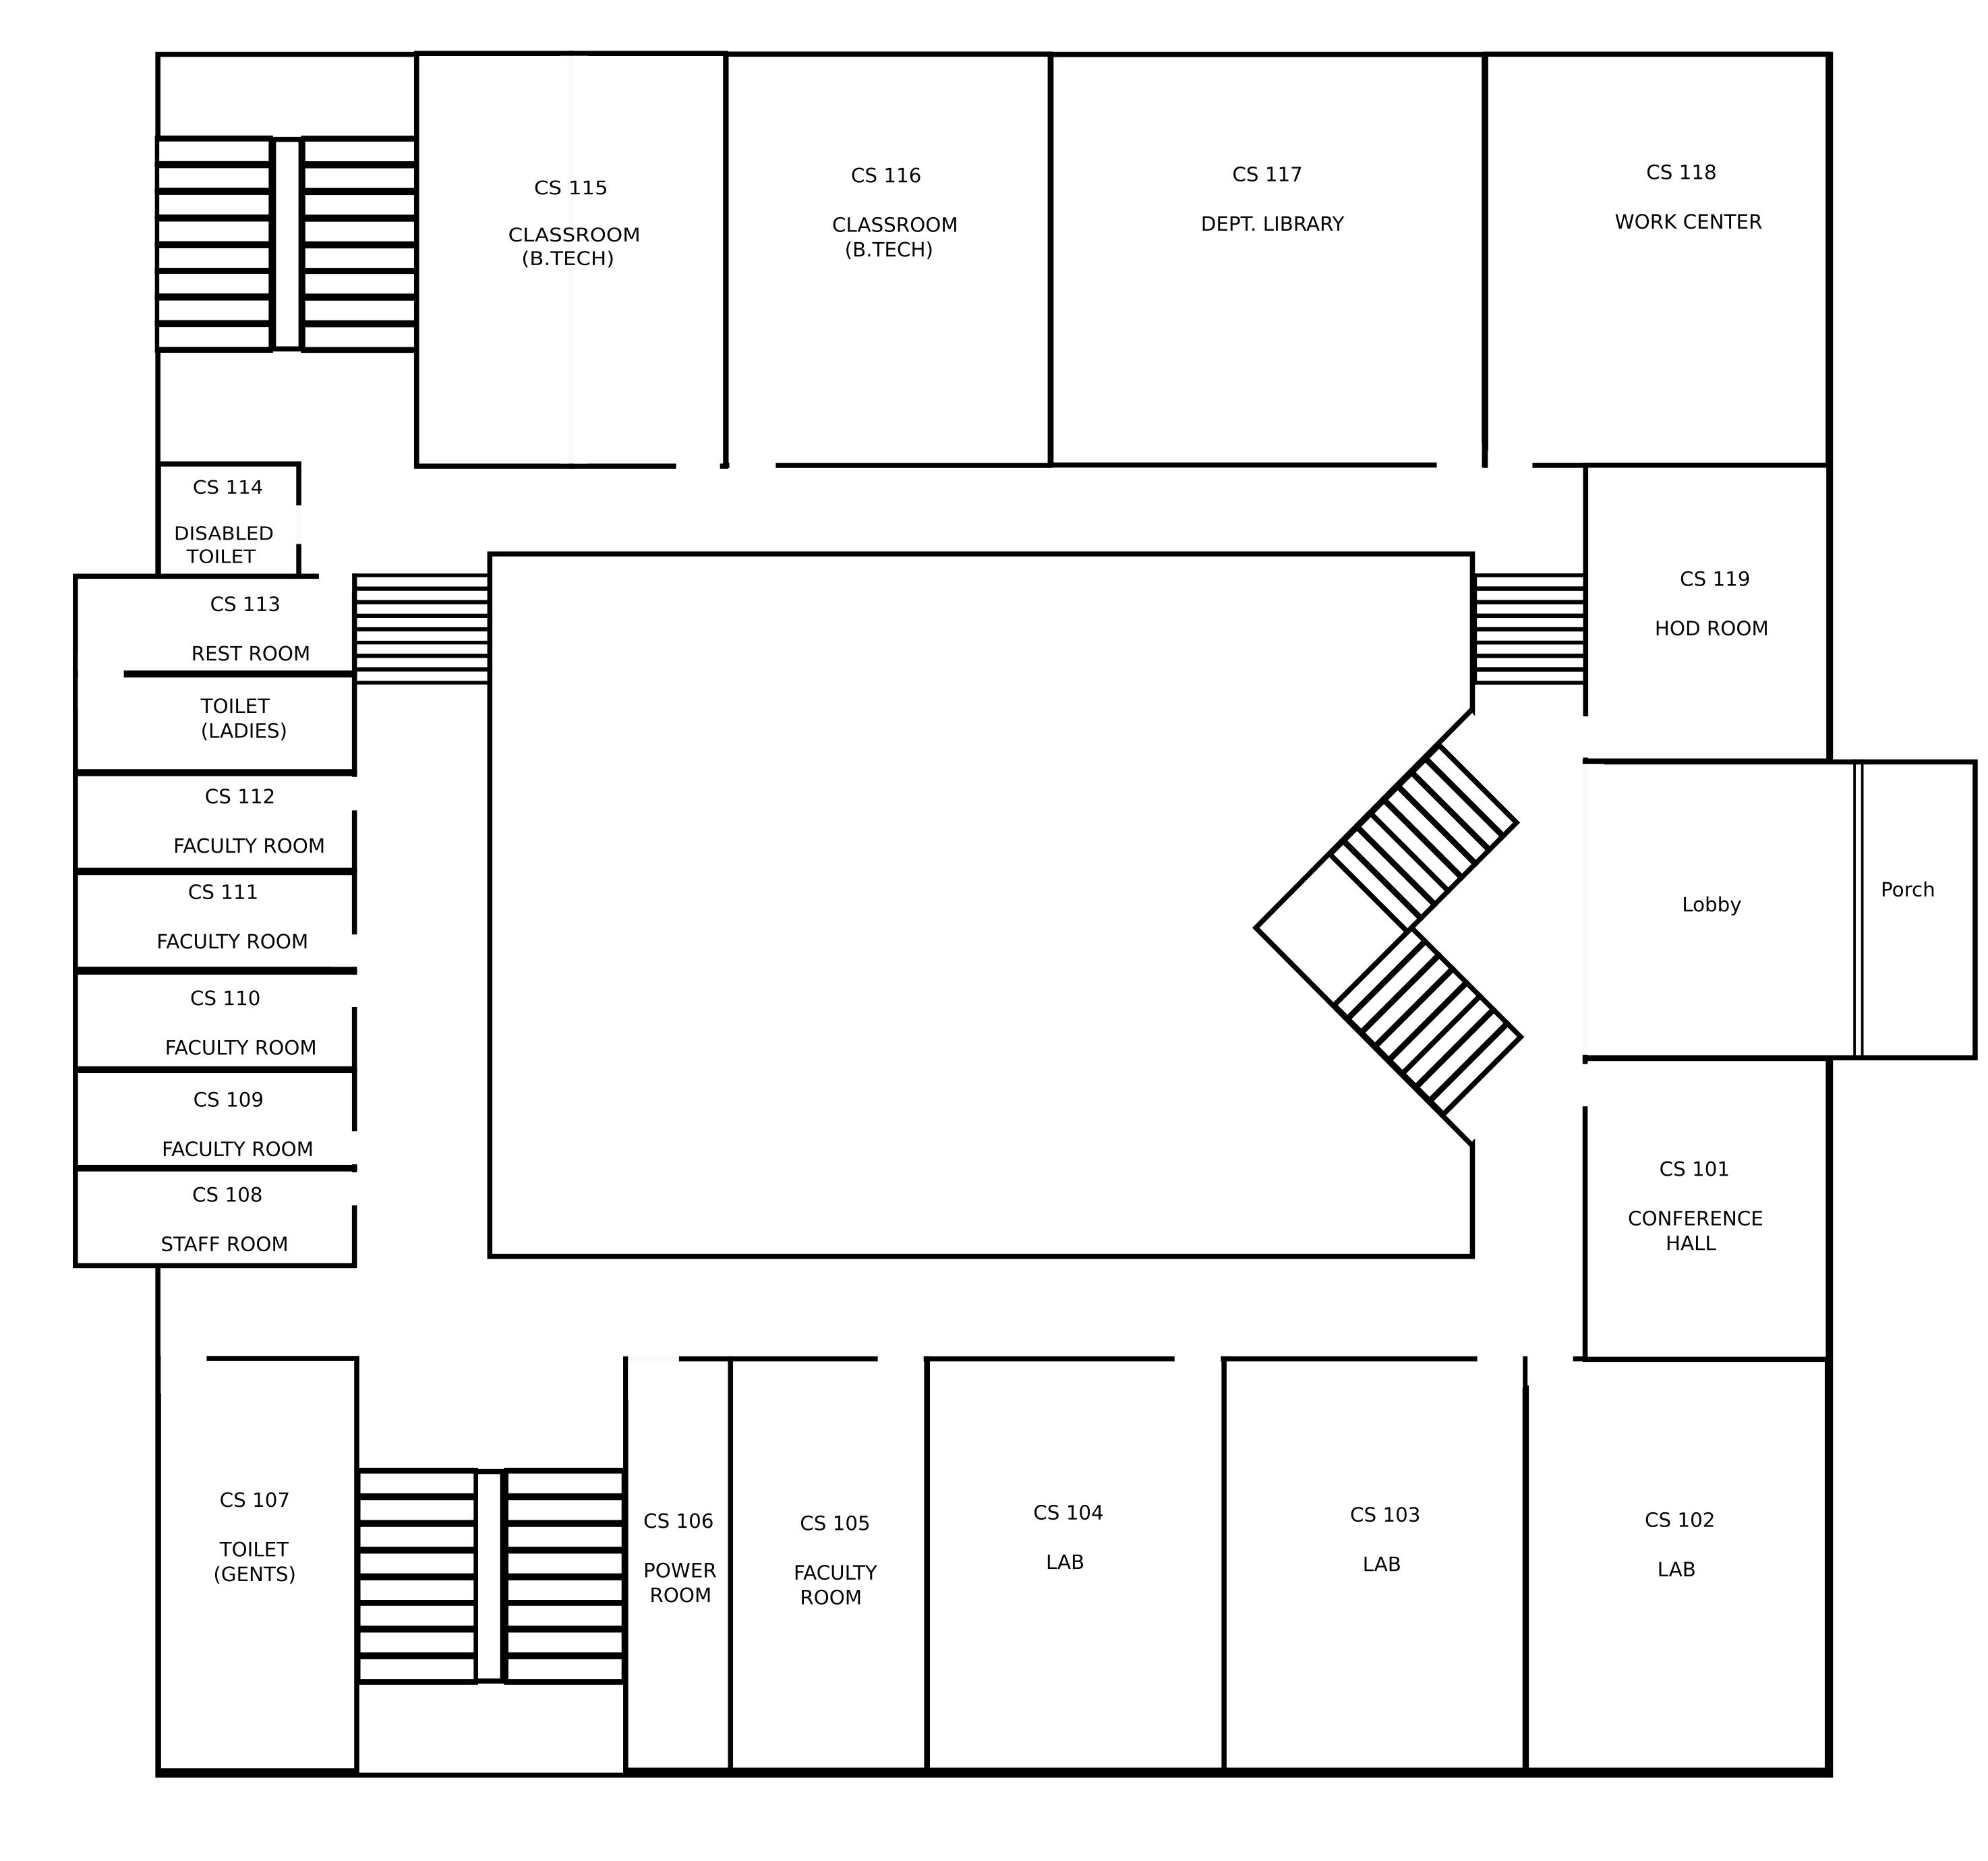 CS 115
CLASSROOM
(B.TECH)
CS 116
CLASSROOM
(B.TECH)
CS 117
DEPT. LIBRARY
CS 118
WORK CENTER
CS 114
DISABLED
TOILET
CS 113
REST ROOM
TOILET
(LADIES)
CS 119
HOD ROOM
CS 112
FACULTY ROOM
CS 111
FACULTY ROOM
Lobby
Porch
CS 110
FACULTY ROOM
CS 109
FACULTY ROOM
CS 108
STAFF ROOM
CS 101
CONFERENCE
HALL
CS 107
TOILET
(GENTS)
CS 106
POWER
ROOM
CS 105
FACULTY
ROOM
CS 104
LAB
CS 103
LAB
CS 102
LAB